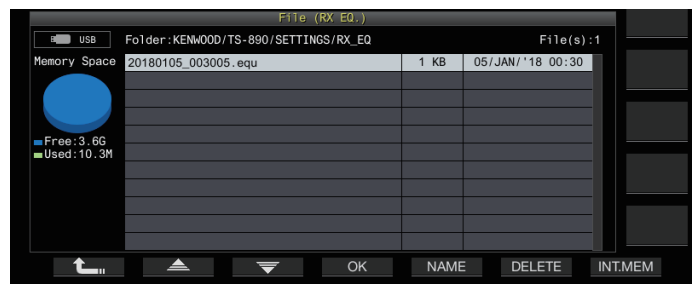 File (RX EQ.)
USB Folder:KENWOOD/TS-890/SETTINGS/RX_EQ File(s):1
Memory Space 20180105_003005.equ 1 KB 05/JAN/'18 00:30
Free:3.6G
Used:10.3M
OK NAME DELETE INT.MEM